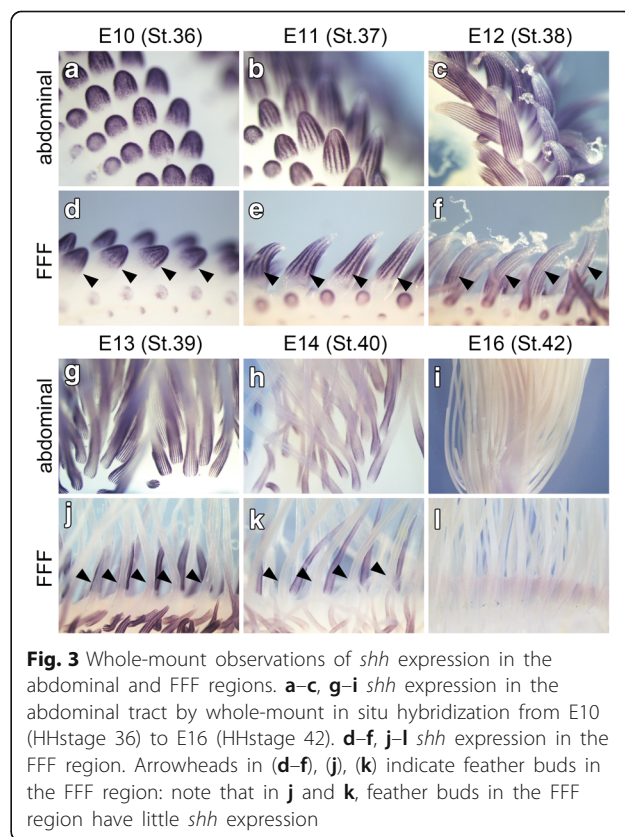 E10 (St.36) E11 (St.37) E12 (St.38)
abdominal
a b c
FFF
d e f
E13 (St.39) E14 (St.40) E16 (St.42)
abdominal
g h i
FFF
j k l
Fig. 3 Whole-mount observations of shh expression in the
abdominal and FFF regions. a–c, g–i shh expression in the
abdominal tract by whole-mount in situ hybridization from E10
(HHstage 36) to E16 (HHstage 42). d–f, j–l shh expression in the
FFF region. Arrowheads in (d–f), (j), (k) indicate feather buds in
the FFF region: note that in j and k, feather buds in the FFF
region have little shh expression